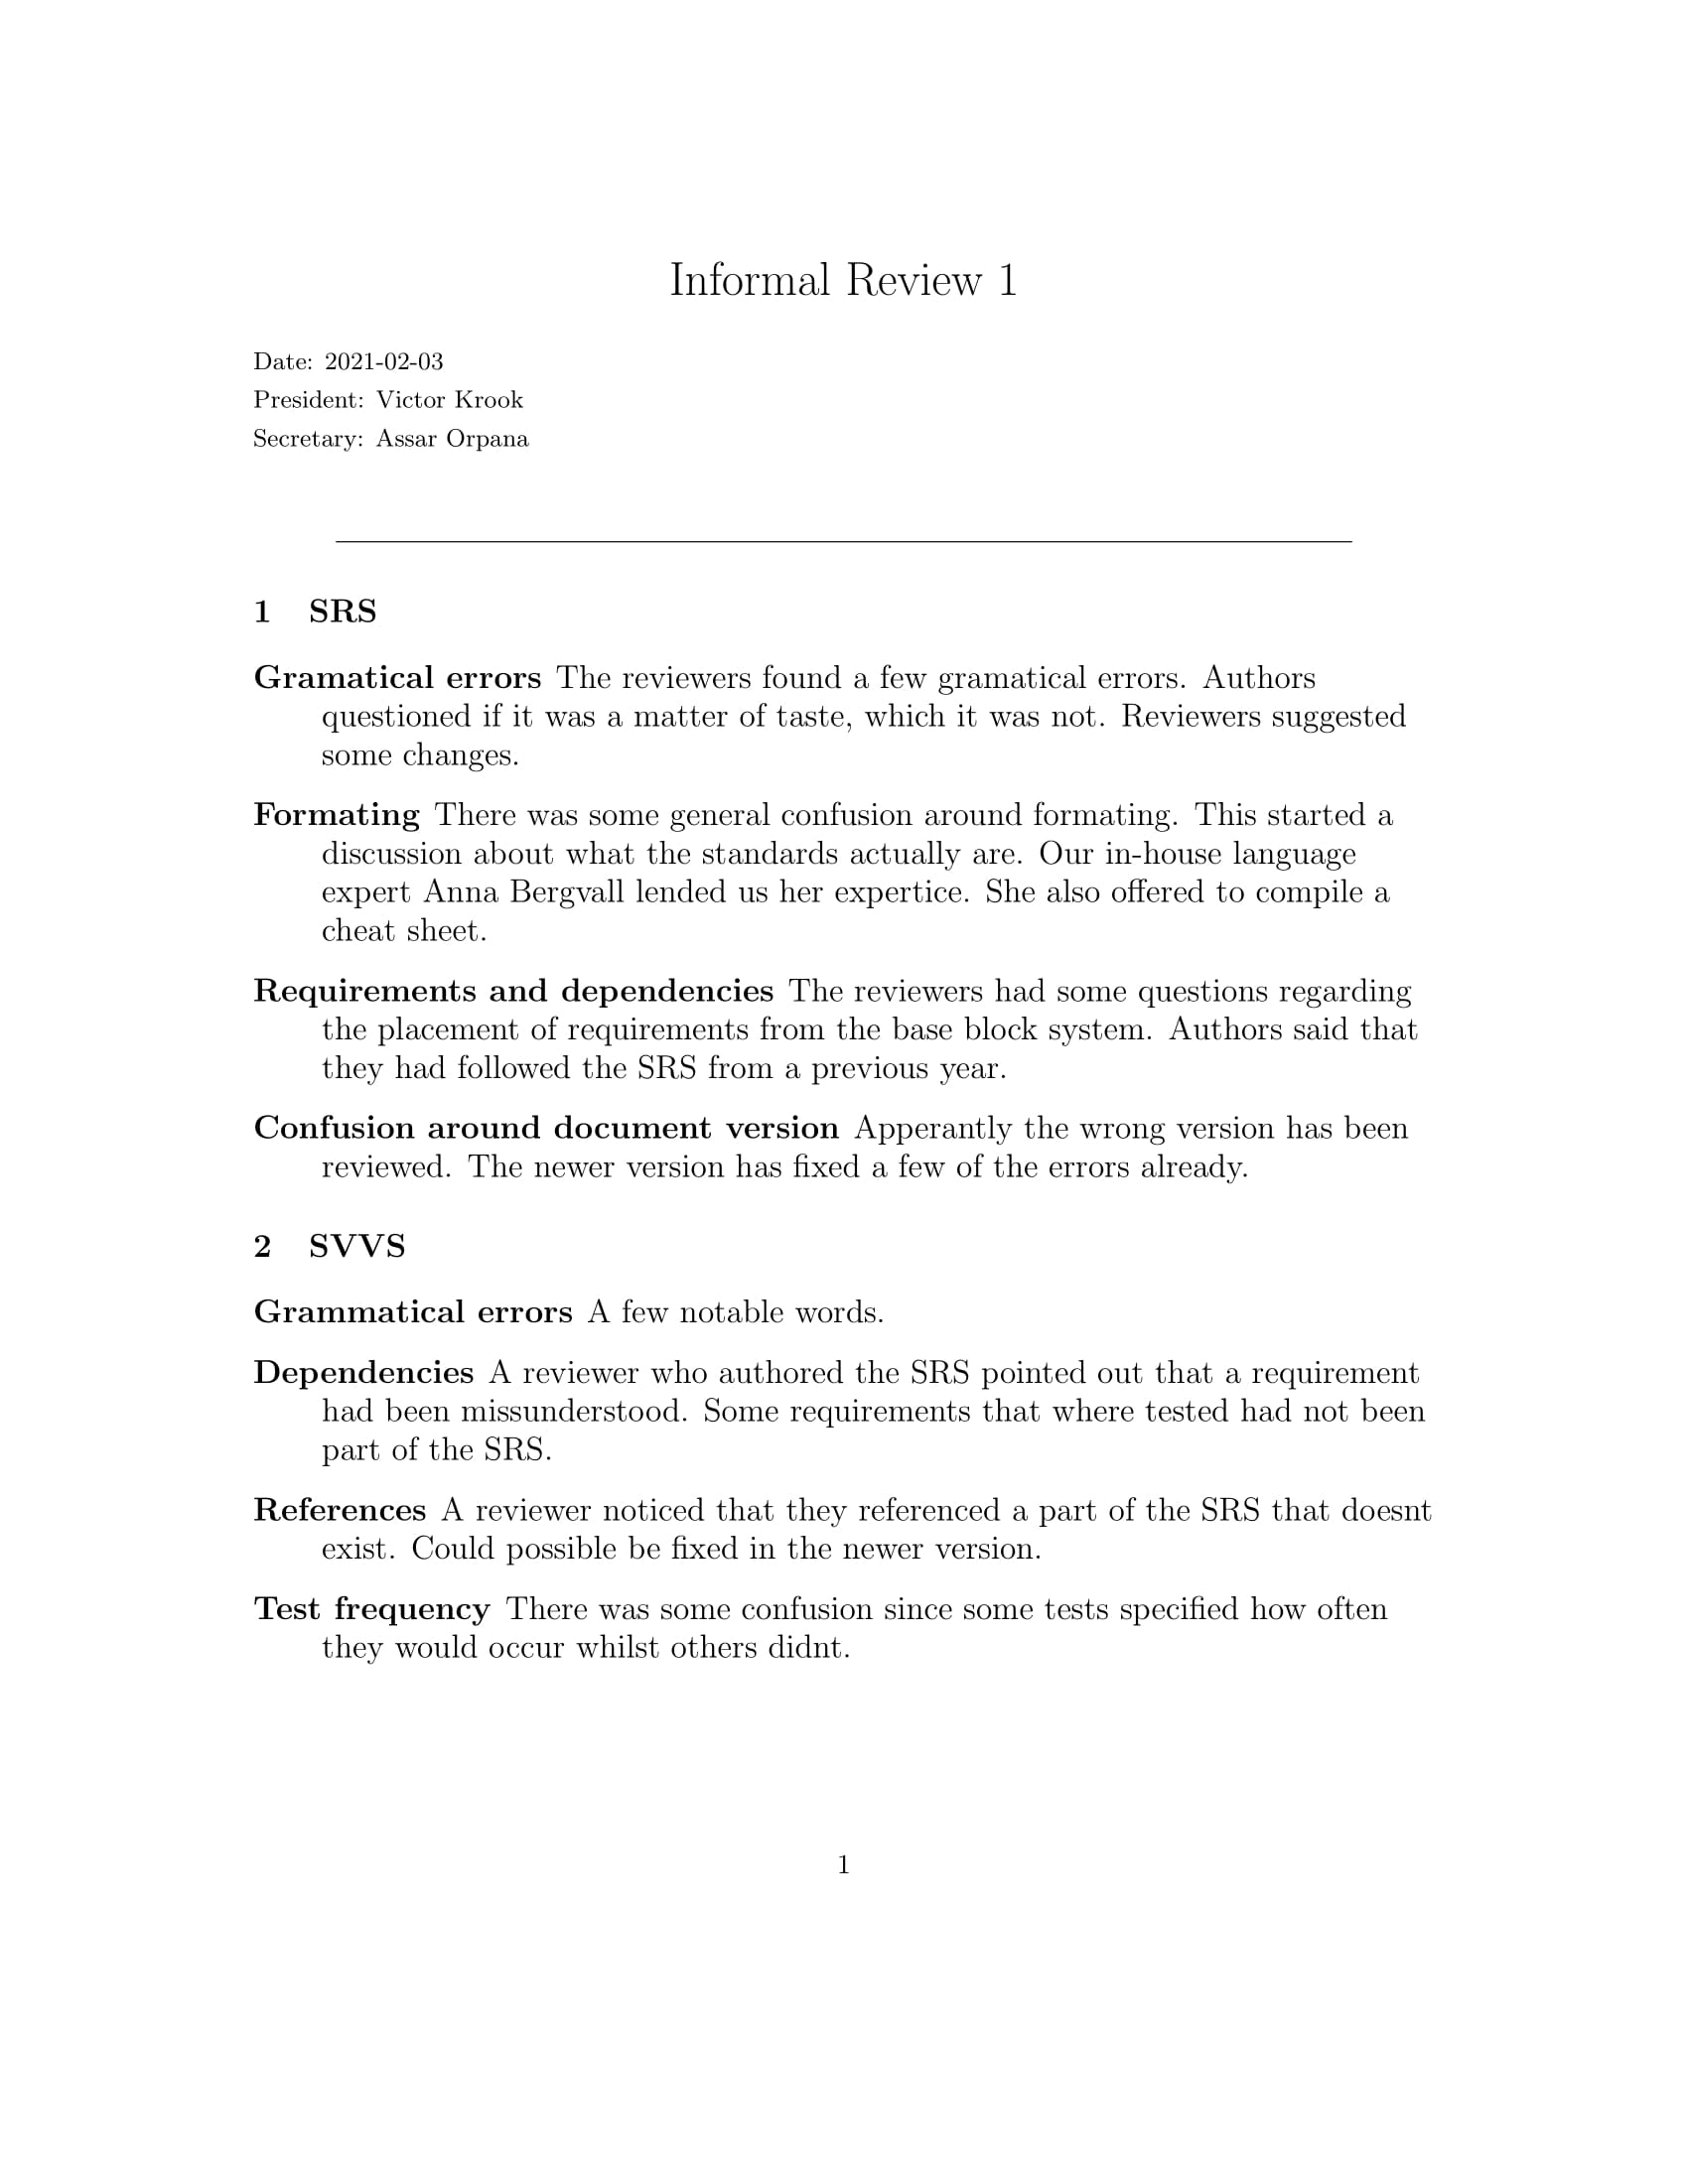 Informal Review 1
Date: 2021-02-03
President: Victor Krook
Secretary: Assar Orpana
1 SRS
Gramatical errors The reviewers found a few gramatical errors. Authors
questioned if it was a matter of taste, which it was not. Reviewers suggested
some changes.
Formating There was some general confusion around formating. This started a
discussion about what the standards actually are. Our in-house language
expert Anna Bergvall lended us her expertice. She also offered to compile a
cheat sheet.
Requirements and dependencies The reviewers had some questions regarding
the placement of requirements from the base block system. Authors said that
they had followed the SRS from a previous year.
Confusion around document version Apperantly the wrong version has been
reviewed. The newer version has fixed a few of the errors already.
2 SVVS
Grammatical errors A few notable words.
Dependencies A reviewer who authored the SRS pointed out that a requirement
had been missunderstood. Some requirements that where tested had not been
part of the SRS.
References A reviewer noticed that they referenced a part of the SRS that doesnt
exist. Could possible be fixed in the newer version.
Test frequency There was some confusion since some tests specified how often
they would occur whilst others didnt.
1